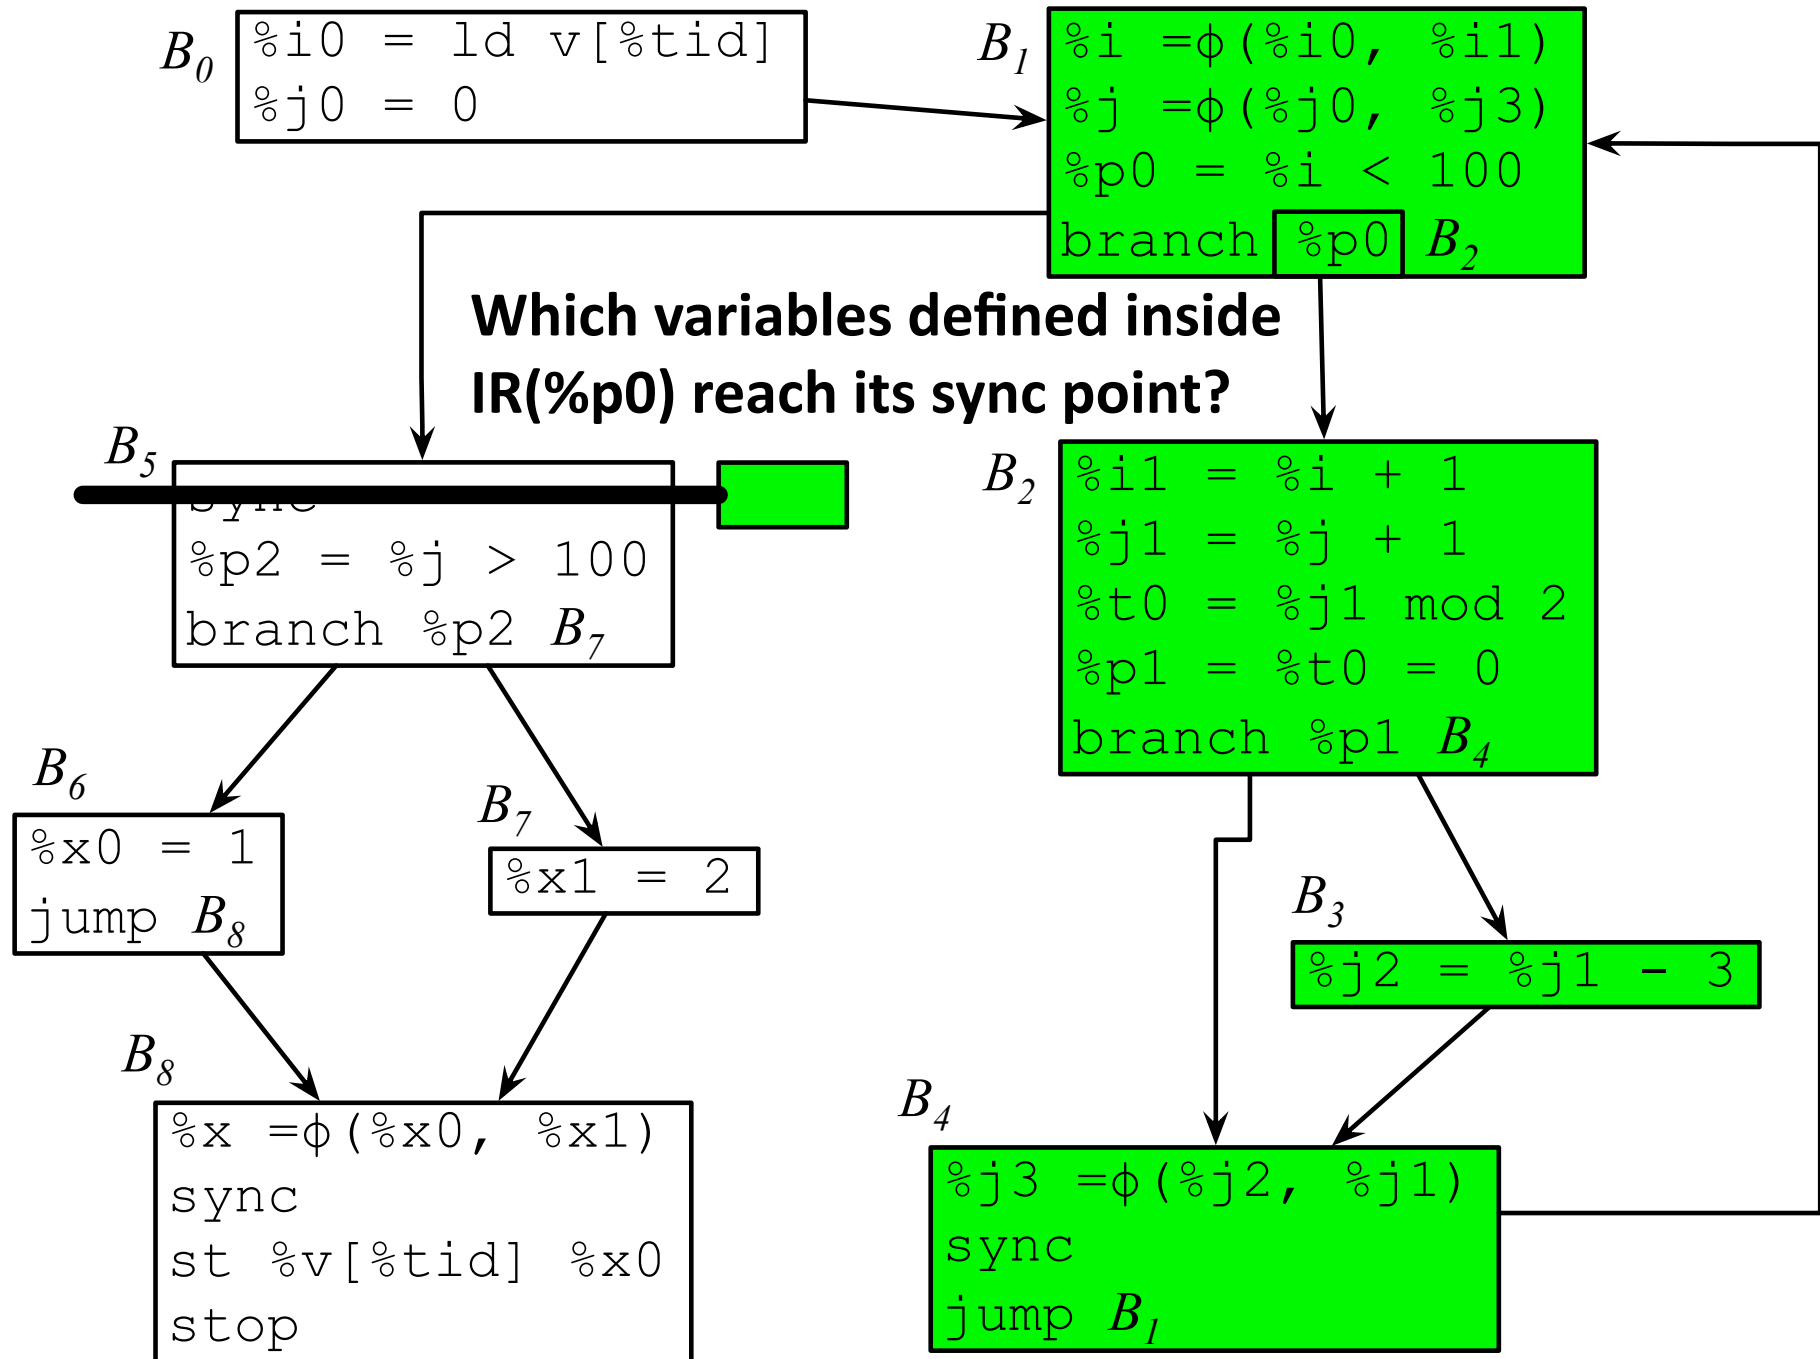 B0
%i0 = ld v[%tid]
%j0 = 0
B1
%i =ϕ(%i0, %i1)
%j =ϕ(%j0, %j3)
%p0 = %i < 100
branch %p0 B2
Which variables defined inside
IR(%p0) reach its sync point?
B5
sync
%p2 = %j > 100
branch %p2 B7
B2
%i1 = %i + 1
%j1 = %j + 1
%t0 = %j1 mod 2
%p1 = %t0 = 0
branch %p1 B4
B6
%x0 = 1
jump B8
B7
%x1 = 2
B3
%j2 = %j1 - 3
B8
%x =ϕ(%x0, %x1)
sync
st %v[%tid] %x0
stop
B4
%j3 =ϕ(%j2, %j1)
sync
jump B1